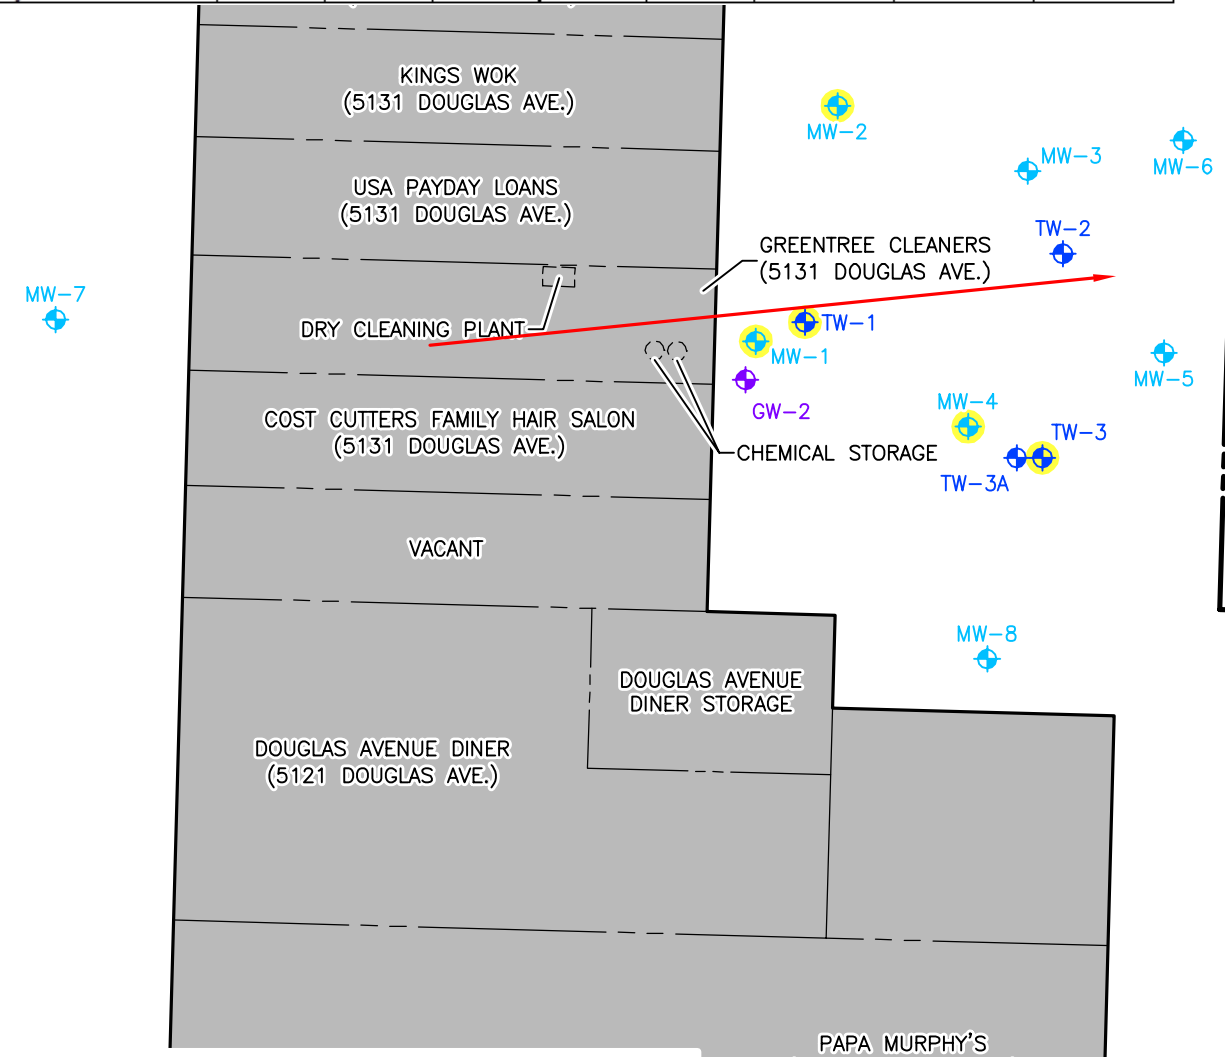 KINGS WOK
(5131 DOUGLAS AVE.)
MW-2
MW-3
MW-6
USA PAYDAY LOANS
(5131 DOUGLAS AVE.)
TW-2
GREENTREE CLEANERS
(5131 DOUGLAS AVE.)
MW-7
DRY CLEANING PLANT
TW-1
MW-1
MW-5
GW-2
MW-4
COST CUTTERS FAMILY HAIR SALON
(5131 DOUGLAS AVE.)
TW-3
CHEMICAL STORAGE
TW-3A
VACANT
MW-8
DOUGLAS AVENUE
DINER STORAGE
DOUGLAS AVENUE DINER
(5121 DOUGLAS AVE.)
PAPA MURPHY'S